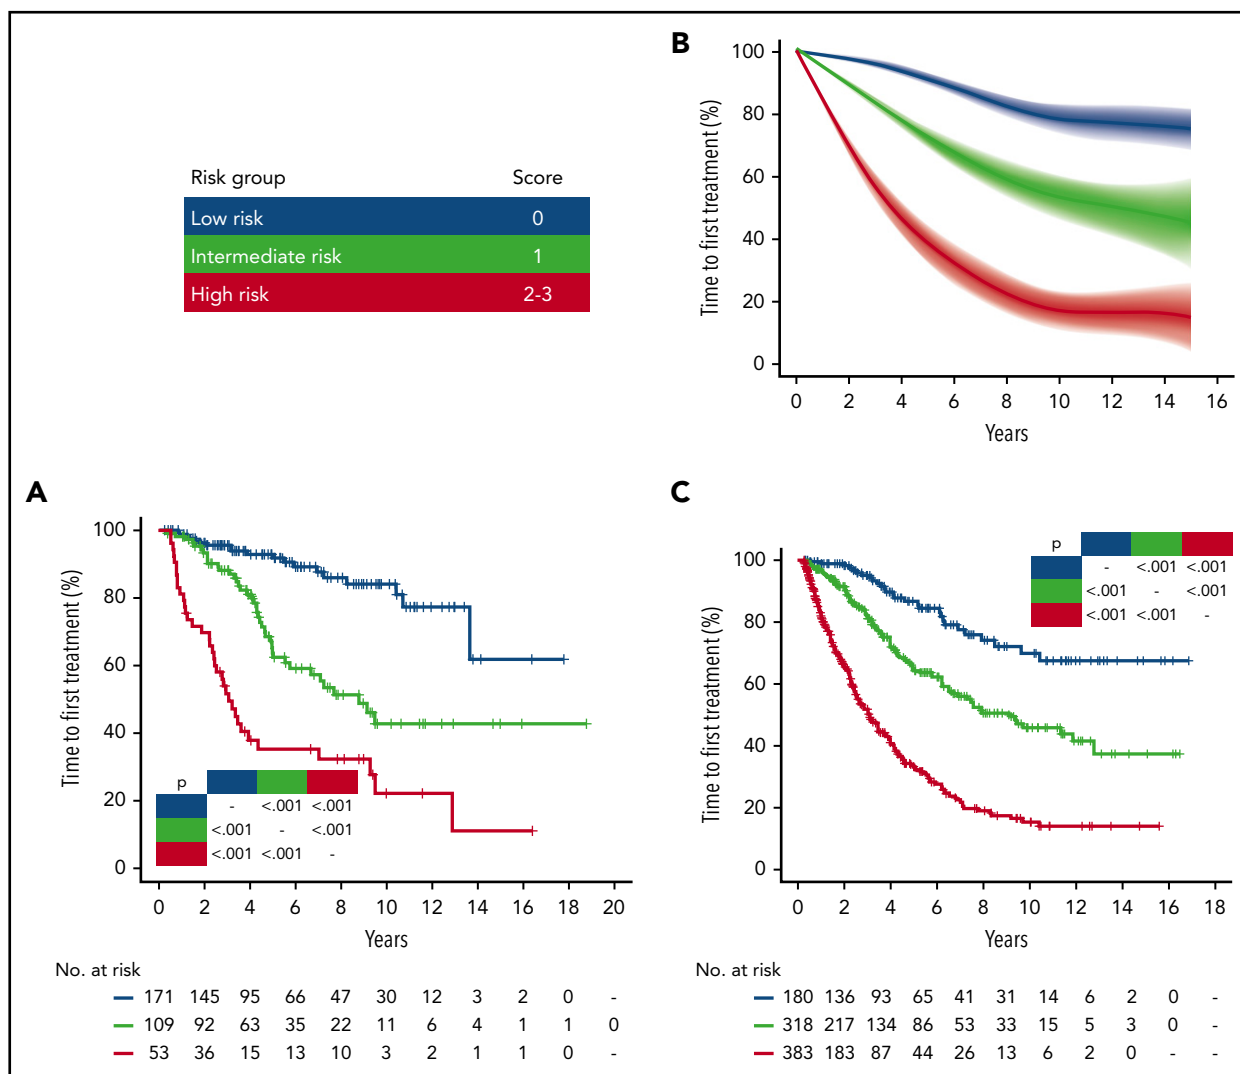 B
Risk group Score
Low risk 0
Intermediate risk 1
High risk 2-3
Time to first treatment (%)
100
80
60
40
20
0
0 2 4 6 8 10 12 14 16
Years
A
Time to first treatment (%)
100
80
60
40
20
0
p
- <.001 <.001
<.001 - <.001
<.001 <.001 -
0 2 4 6 8 10 12 14 16 18 20
Years
No. at risk
171 145 95 66 47 30 12 3 2 0 -
109 92 63 35 22 11 6 4 1 1 0
53 36 15 13 10 3 2 1 1 0 -
C
Time to first treatment (%)
100
80
60
40
20
0
p
- <.001 <.001
<.001 - <.001
<.001 <.001 -
0 2 4 6 8 10 12 14 16 18
Years
No. at risk
180 136 93 65 41 31 14 6 2 0 -
318 217 134 86 53 33 15 5 3 0 -
383 183 87 44 26 13 6 2 0 - -